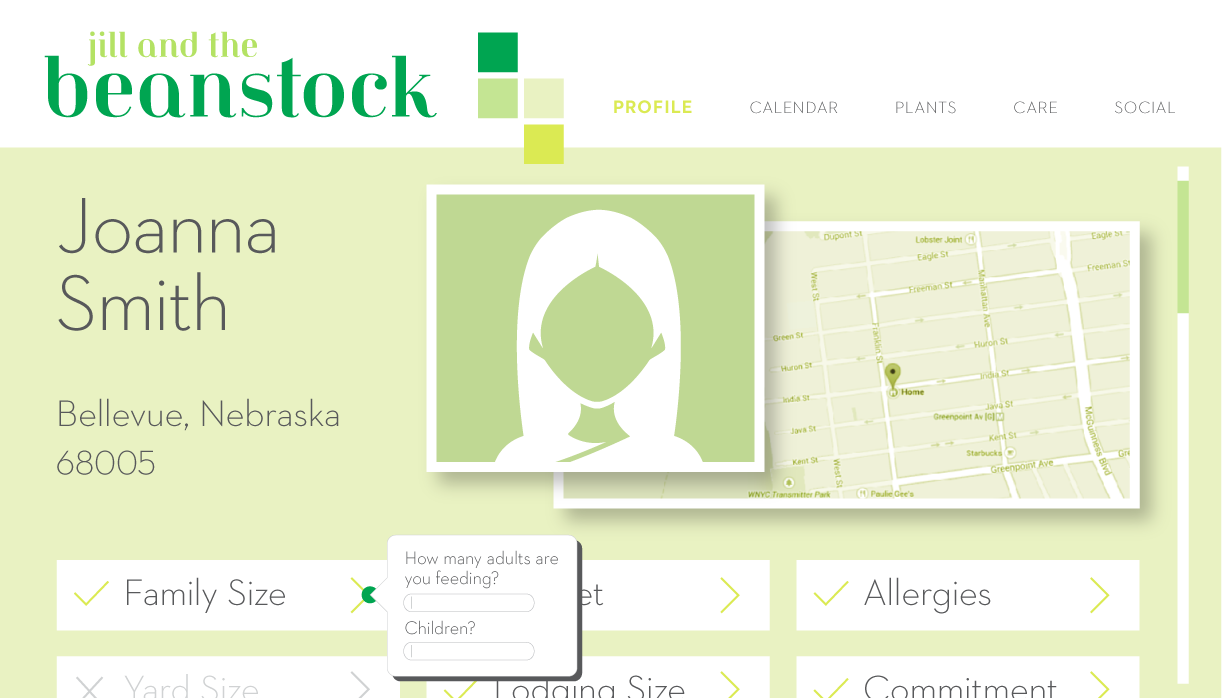 jill and the
beanstock
PROFILE
CALENDAR
PLANTS
CARE
SOCIAL
Joanna
Smith
Bellevue, Nebraska
68005
Dupont St
Lobster Joint
Eagle St
Eagle St
Freeman St
Freeman St
West St
Manhattan Ave
Green St
Franklin St
Huron St
Huron St
India St
India St
Home
Java St
Java St
Greenpoint Av
Kent St
Kent St
Starbucks
McGuinness Blvd
West St
Greenpoint Ave
Gre
WNYC Transmitter Park
Paulie Gee's
How many adults are
you feeding?
Children?
Family Size
et
Allergies
Yard Size
Lodging Size
Commitment